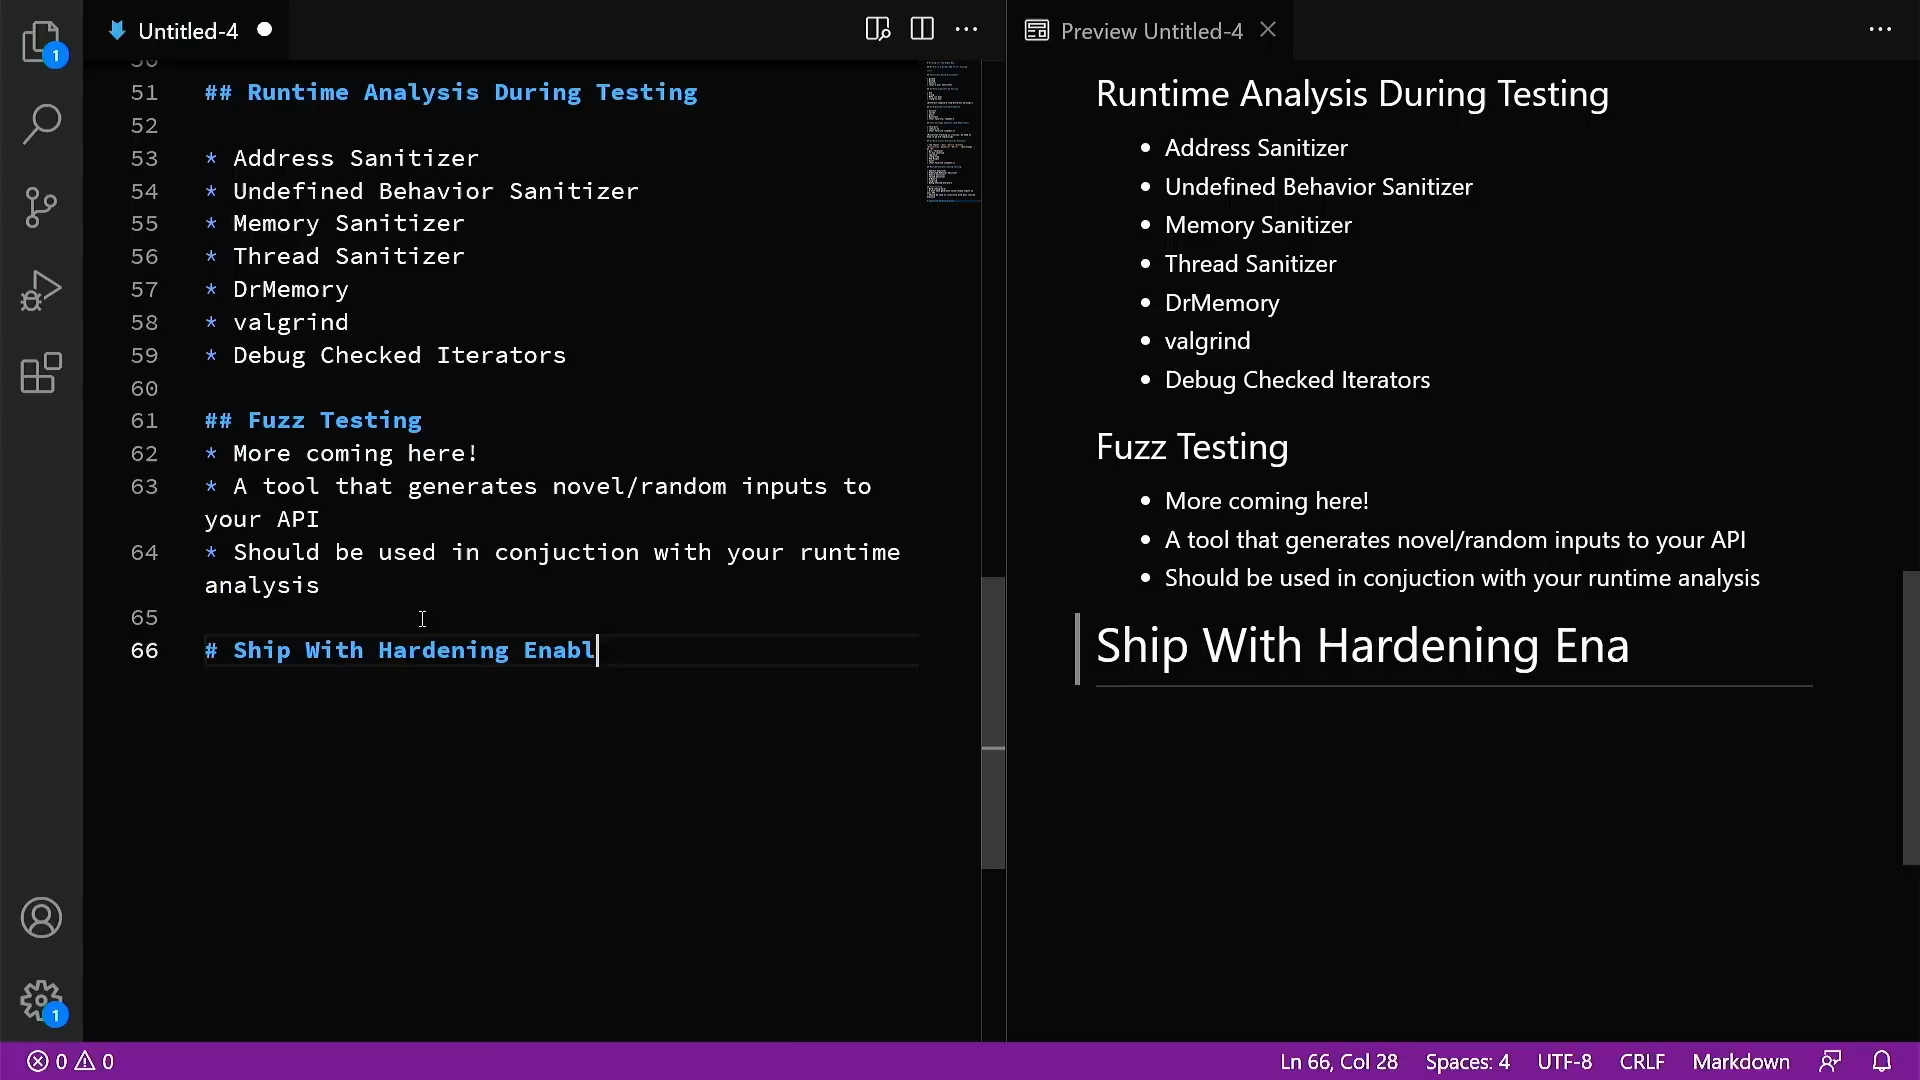 1
Untitled-4
Preview Untitled-4
51 ## Runtime Analysis During Testing
52
53 * Address Sanitizer
54 * Undefined Behavior Sanitizer
55 * Memory Sanitizer
56 * Thread Sanitizer
57 * DrMemory
58 * valgrind
59 * Debug Checked Iterators
60
61 ## Fuzz Testing
62 * More coming here!
63 * A tool that generates novel/random inputs to
your API
64 * Should be used in conjuction with your runtime
analysis
65
66 # Ship With Hardening Enabl
Runtime Analysis During Testing
• Address Sanitizer
• Undefined Behavior Sanitizer
• Memory Sanitizer
• Thread Sanitizer
• DrMemory
• valgrind
• Debug Checked Iterators
Fuzz Testing
• More coming here!
• A tool that generates novel/random inputs to your API
• Should be used in conjuction with your runtime analysis
Ship With Hardening Ena
1
0 0
Ln 66, Col 28 Spaces: 4 UTF-8 CRLF Markdown